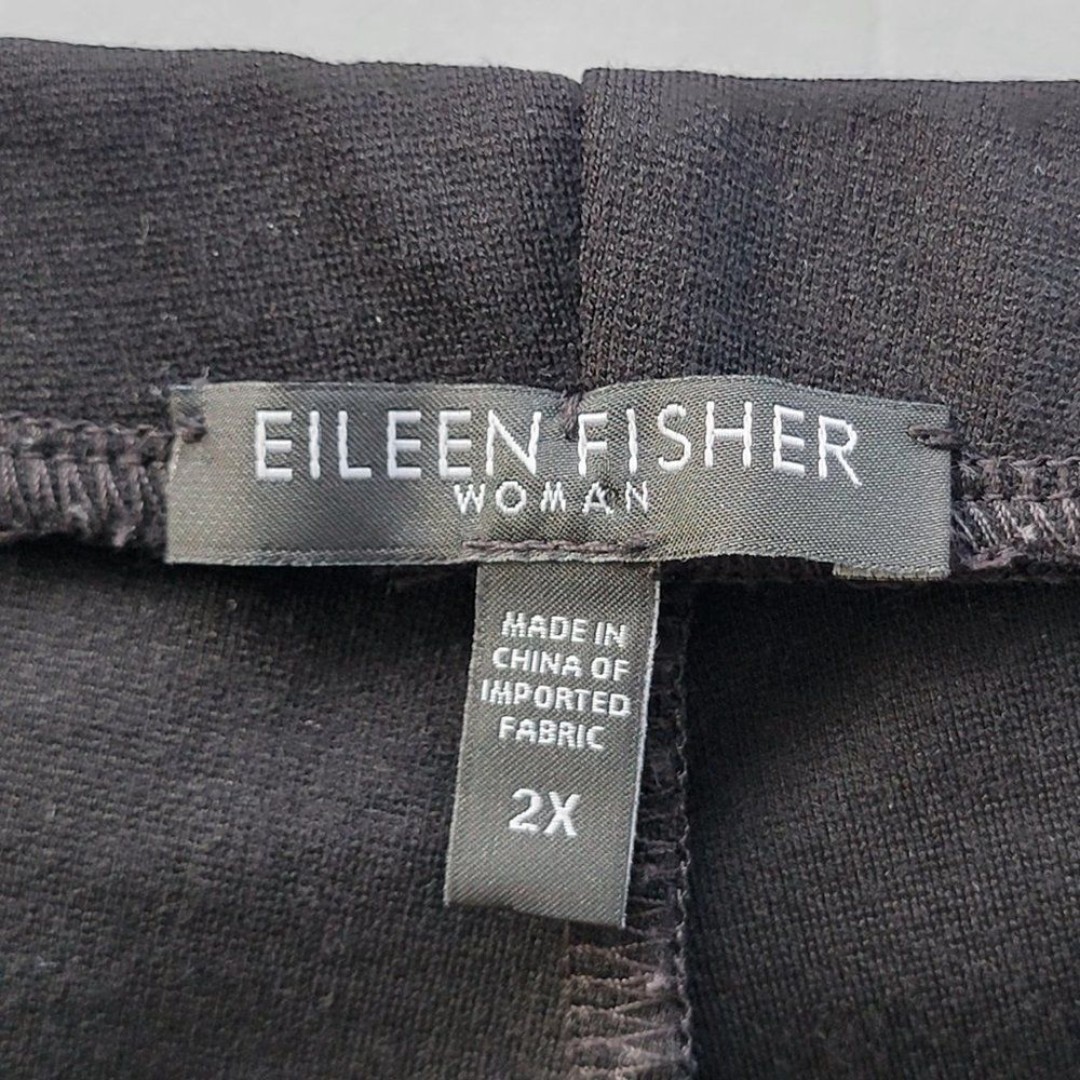 EILEEN FISHER
WOMAN
MADE IN
CHINA OF
IMPORTED
FABRIC
2X